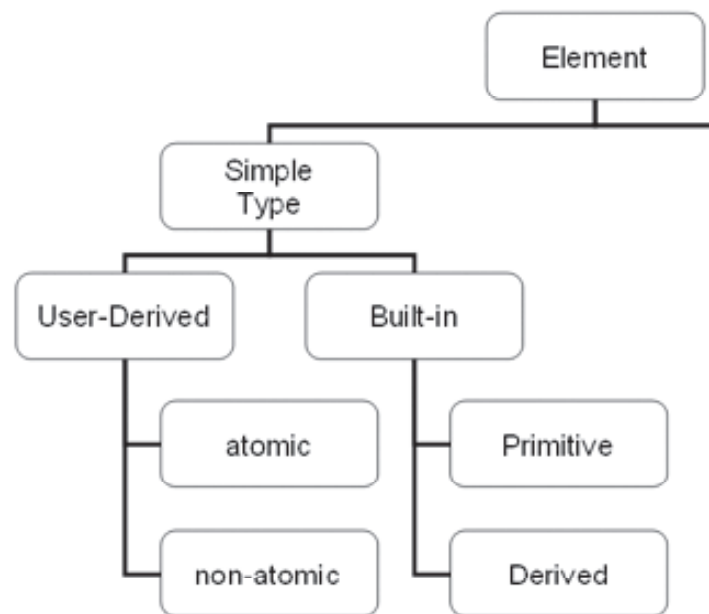 Element
Simple
Type
User-Derived
Built-in
atomic
Primitive
non-atomic
Derived